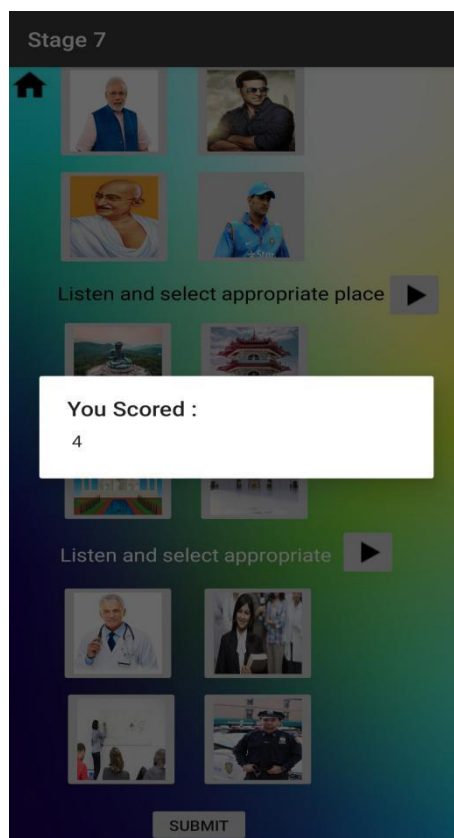 Stage 7
Listen and select appropriate place
You Scored :
4
Listen and select appropriate
SUBMIT